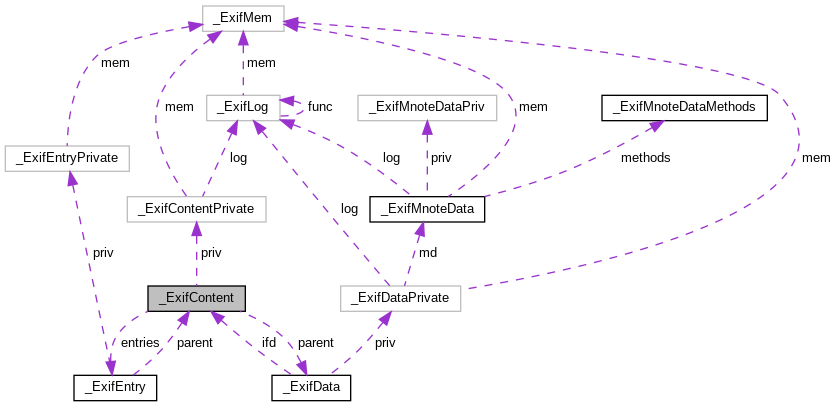 _ExifMem
mem
mem
mem
mem
_ExifLog
func
_ExifMnoteDataPriv
_ExifMnoteDataMethods
_ExifEntryPrivate
log
log
priv
methods
mem
_ExifContentPrivate
log
_ExifMnoteData
priv
priv
md
_ExifContent
_ExifDataPrivate
entries
parent
ifd
parent
priv
_ExifEntry
_ExifData